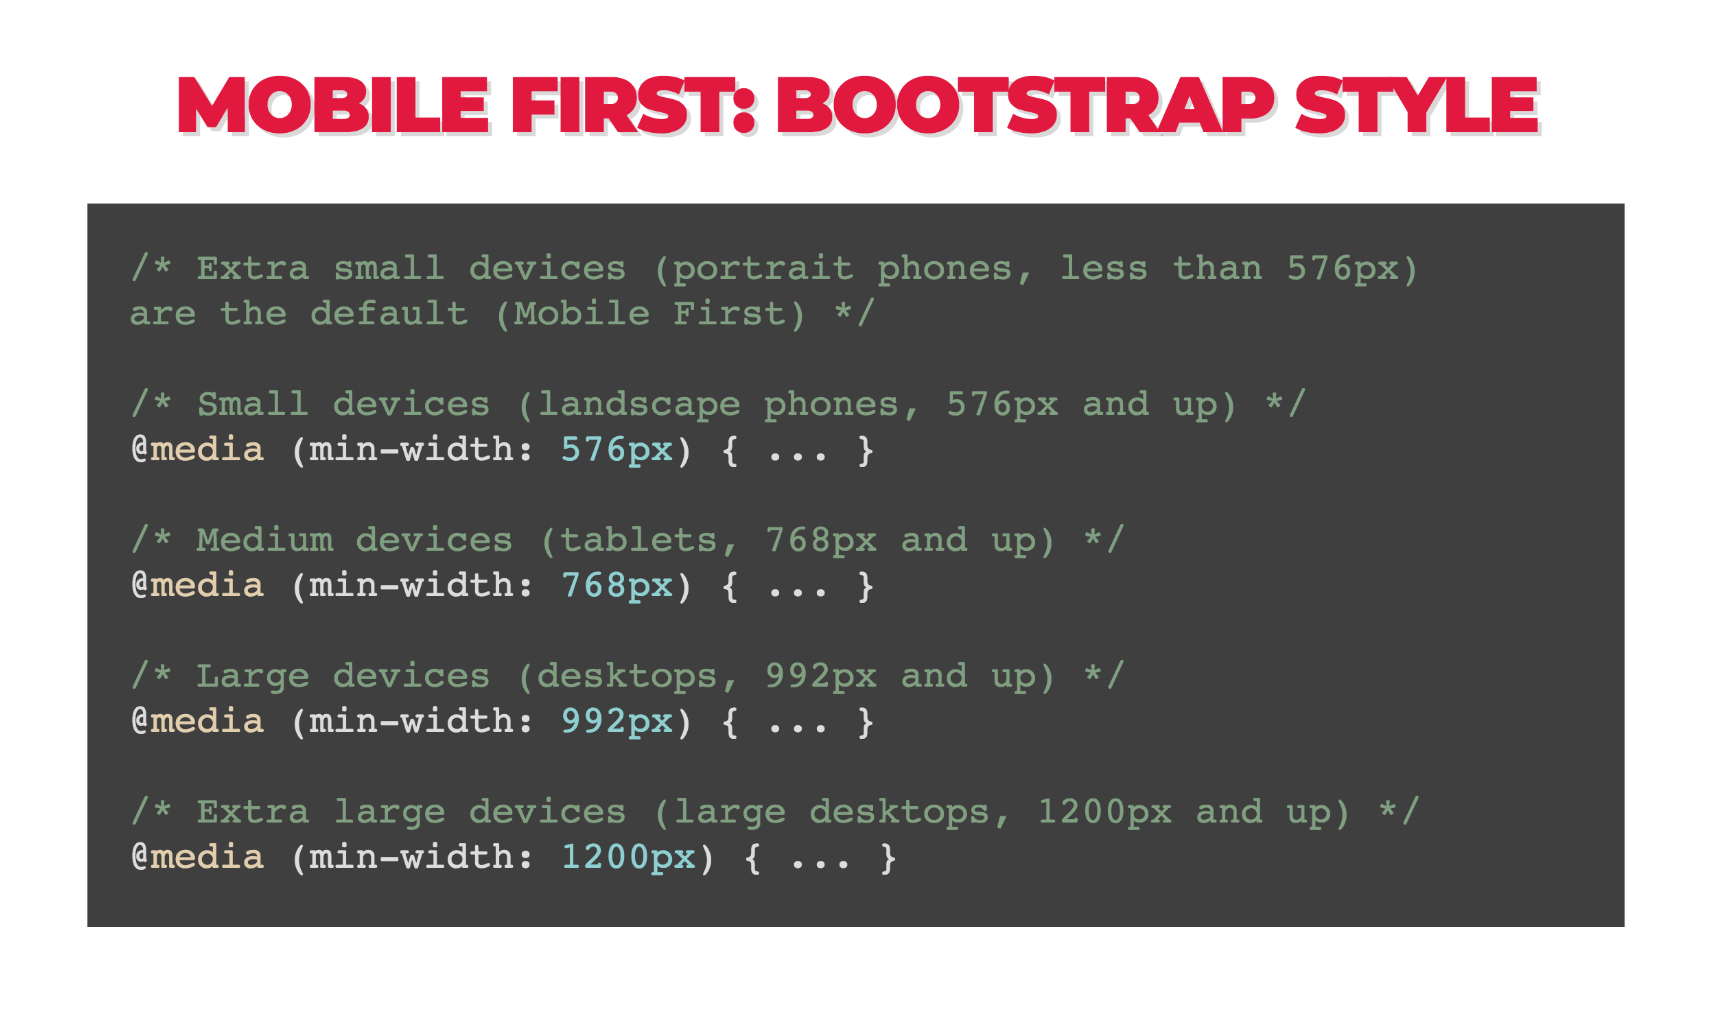 MOBILE FIRST: BOOTSTRAP STYLE
/* Extra small devices (portrait phones, less than 576px)
are the default (Mobile First) */
/* Small devices (landscape phones, 576px and up) */
@media (min-width: 576px) { ... }
/* Medium devices (tablets, 768px and up) */
@media (min-width: 768px) { ... }
/* Large devices (desktops, 992px and up) */
@media (min-width: 992px) { ... }
/* Extra large devices (large desktops, 1200px and up) */
@media (min-width: 1200px) { ... }